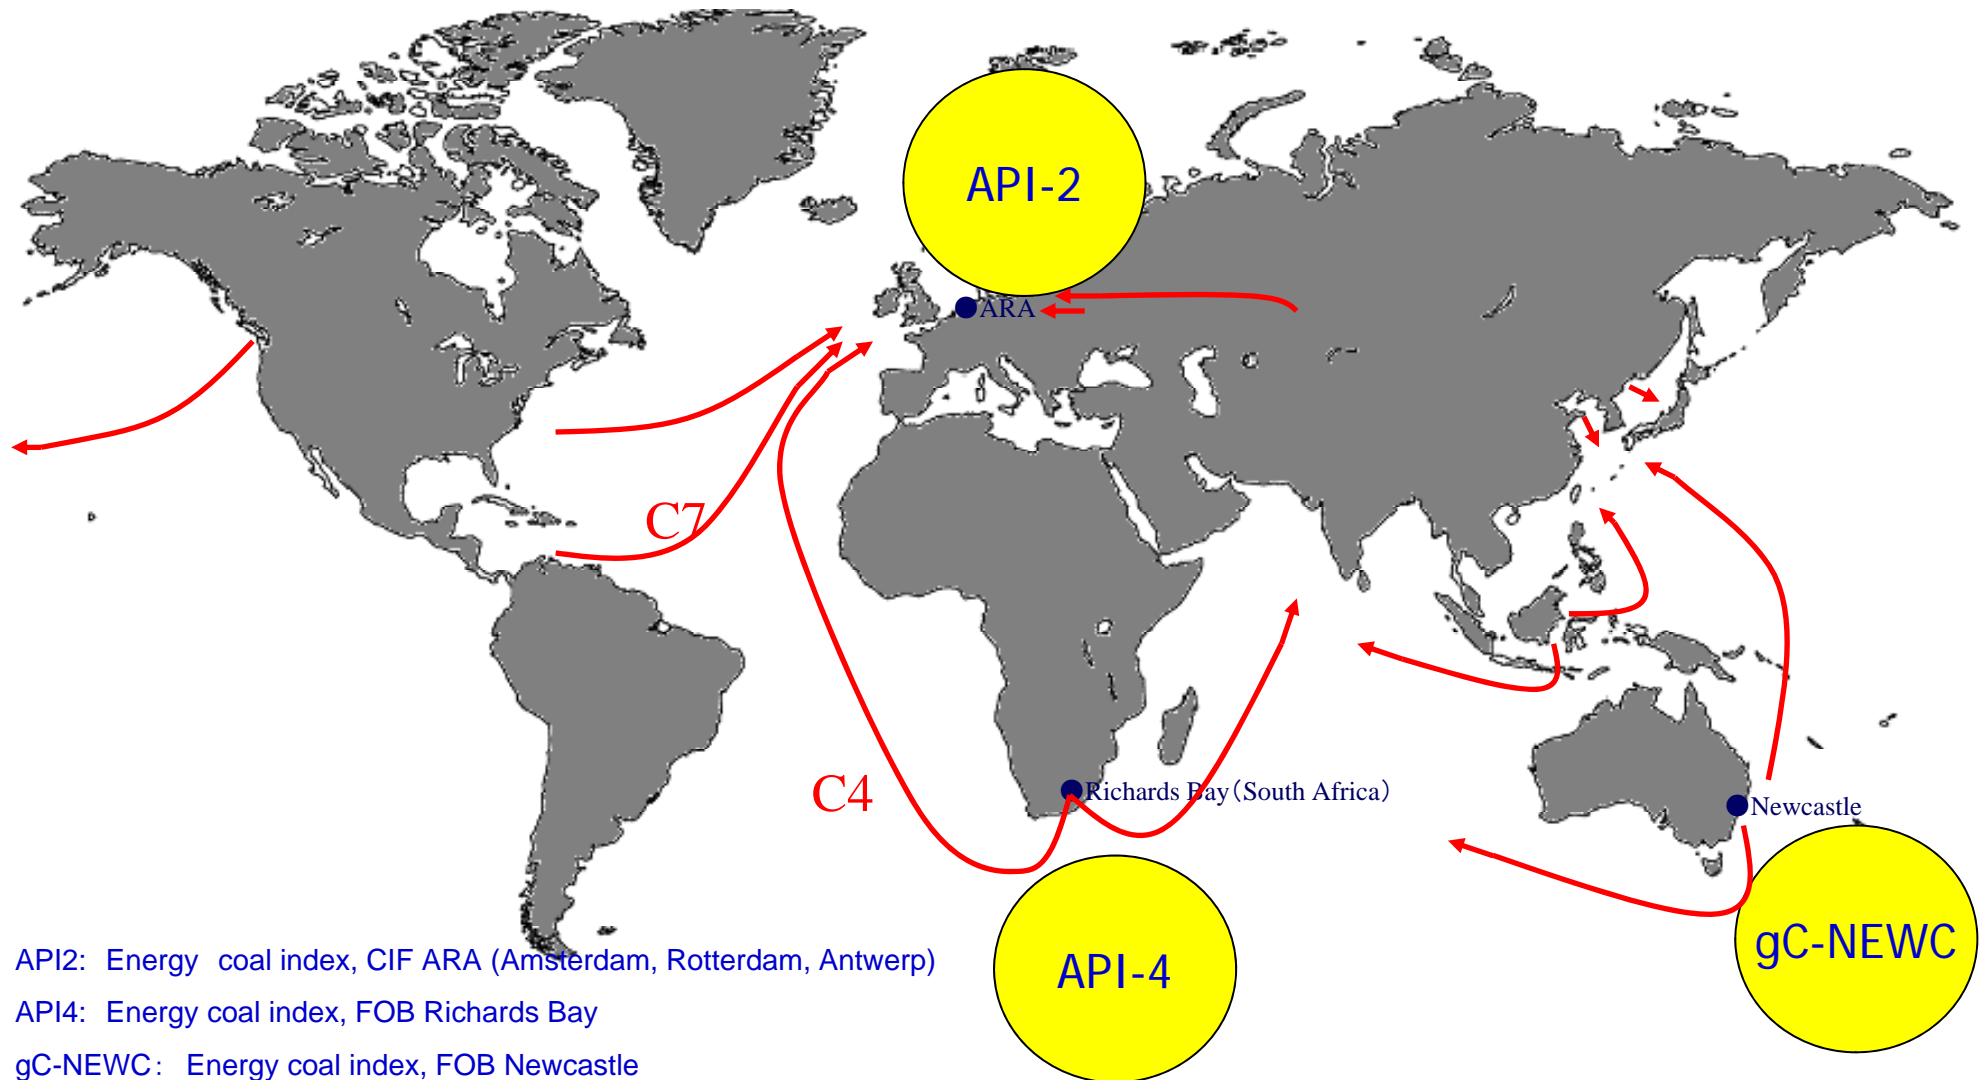 API-2
ARA
C7
C4
Richards Bay（South Africa）
Newcastle
gC-NEWC
API-4
API2: Energy coal index, CIF ARA (Amsterdam, Rotterdam, Antwerp)
API4: Energy coal index, FOB Richards Bay
gC-NEWC： Energy coal index, FOB Newcastle